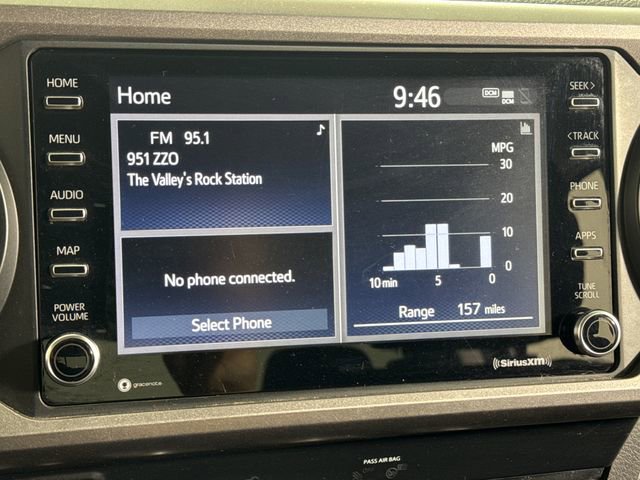 HOME
MENU
AUDIO
MAP
POWER
VOLUME
Home
9:46
DCM
DCM
FM 95.1
951 ZZO
The Valley's Rock Station
No phone connected.
Select Phone
MPG
30
20
10
0
10 min 5 0
Range 157 miles
SEEK>
<TRACK
PHONE
APPS
TUNE
SCROLL
gracenote
((SiriusXM))
PASS AIR BAG